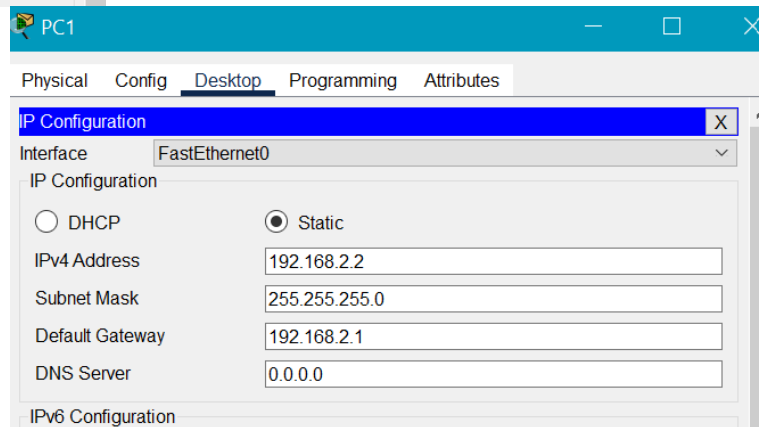 PC1
Physical Config Desktop Programming Attributes
IP Configuration X
Interface FastEthernet0
IP Configuration
DHCP Static
IPv4 Address 192.168.2.2
Subnet Mask 255.255.255.0
Default Gateway 192.168.2.1
DNS Server 0.0.0.0
IPv6 Configuration